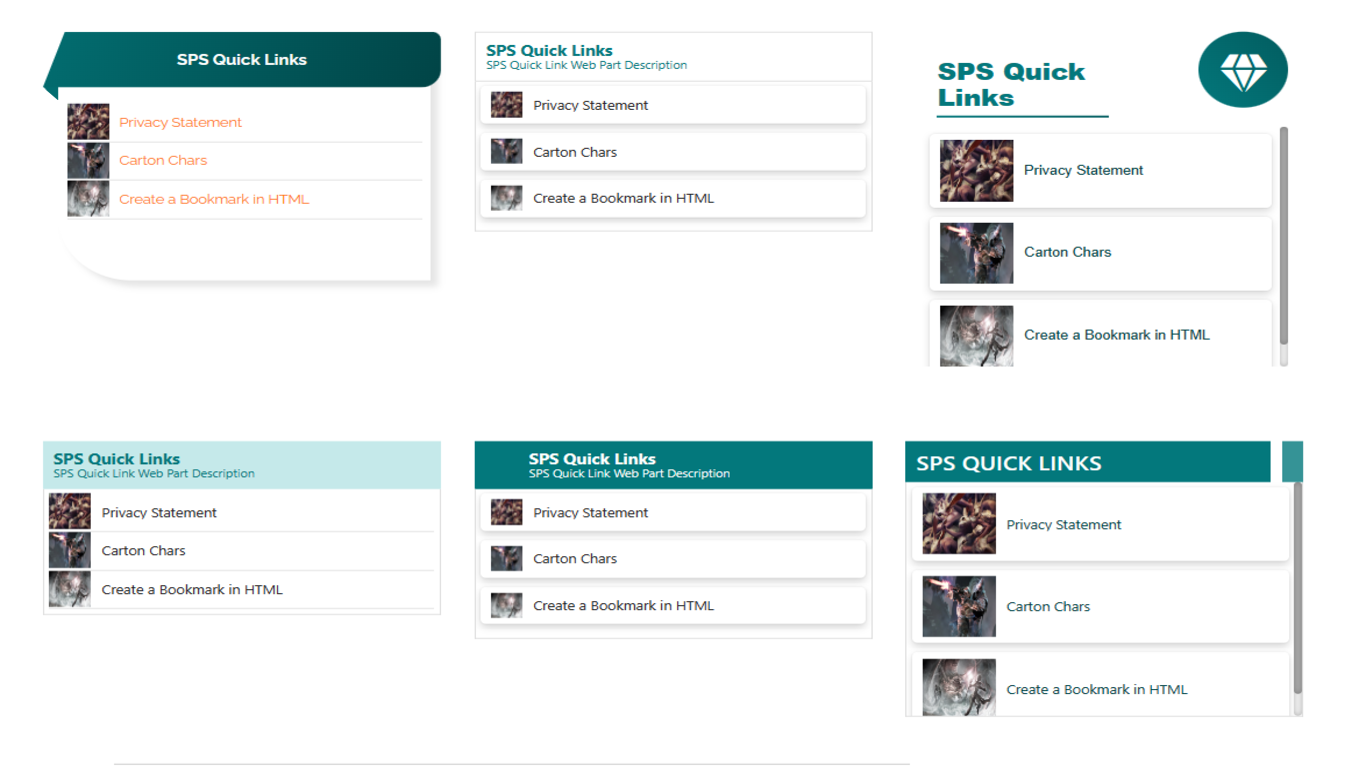 SPS Quick Links
Privacy Statement
Carton Chars
Create a Bookmark in HTML
SPS Quick Links
SPS Quick Link Web Part Description
Privacy Statement
Carton Chars
Create a Bookmark in HTML
SPS Quick
Links
Privacy Statement
Carton Chars
Create a Bookmark in HTML
SPS Quick Links
SPS Quick Link Web Part Description
Privacy Statement
Carton Chars
Create a Bookmark in HTML
SPS Quick Links
SPS Quick Link Web Part Description
Privacy Statement
Carton Chars
Create a Bookmark in HTML
SPS QUICK LINKS
Privacy Statement
Carton Chars
Create a Bookmark in HTML